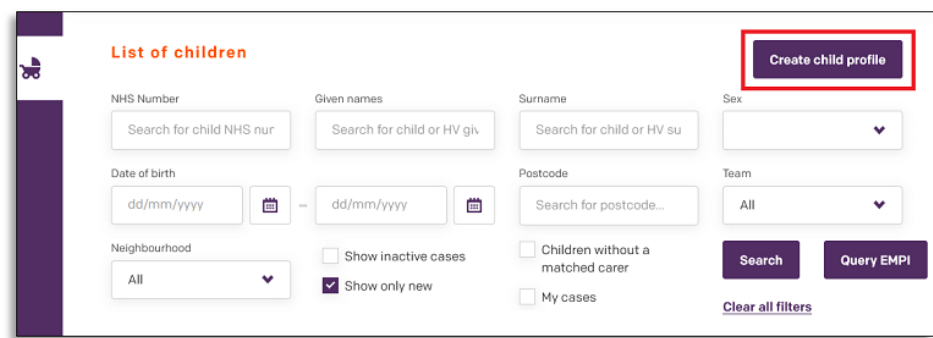 List of children
Create child profile
NHS Number
Given names
Surname
Sex
Search for child NHS nur
Search for child or HV giv
Search for child or HV su
Date of birth
Postcode
Team
dd/mm/yyyy
–
dd/mm/yyyy
Search for postcode...
All
Neighbourhood
All
Show inactive cases
Show only new
Children without a
matched carer
My cases
Search
Query EMPI
Clear all filters